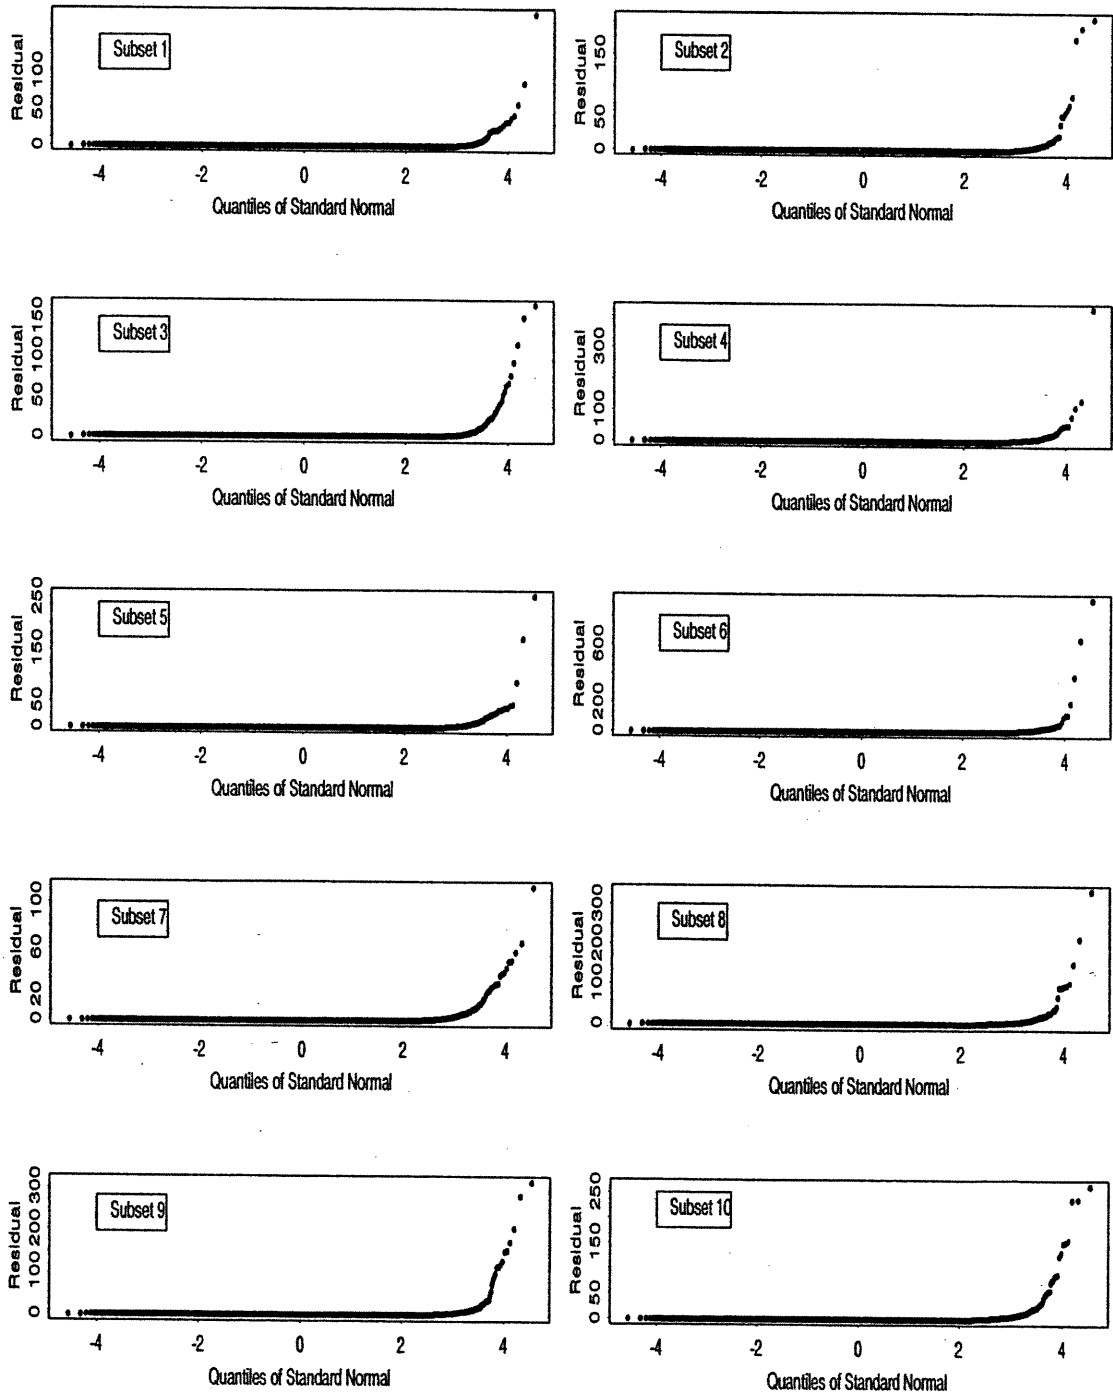 Residual
0 50 100
Subset 1
-4 -2 0 2 4
Quantiles of Standard Normal
Residual
0 50 150
Subset 2
-4 -2 0 2 4
Quantiles of Standard Normal
Residual
0 50 100 150
Subset 3
-4 -2 0 2 4
Quantiles of Standard Normal
Residual
0 100 300
Subset 4
-4 -2 0 2 4
Quantiles of Standard Normal
Residual
0 50 150 250
Subset 5
-4 -2 0 2 4
Quantiles of Standard Normal
Residual
0 200 600
Subset 6
-4 -2 0 2 4
Quantiles of Standard Normal
Residual
0 20 60 100
Subset 7
-4 -2 0 2 4
Quantiles of Standard Normal
Residual
0 100 200 300
Subset 8
-4 -2 0 2 4
Quantiles of Standard Normal
Residual
0 100 200 300
Subset 9
-4 -2 0 2 4
Quantiles of Standard Normal
Residual
0 50 150 250
Subset 10
-4 -2 0 2 4
Quantiles of Standard Normal